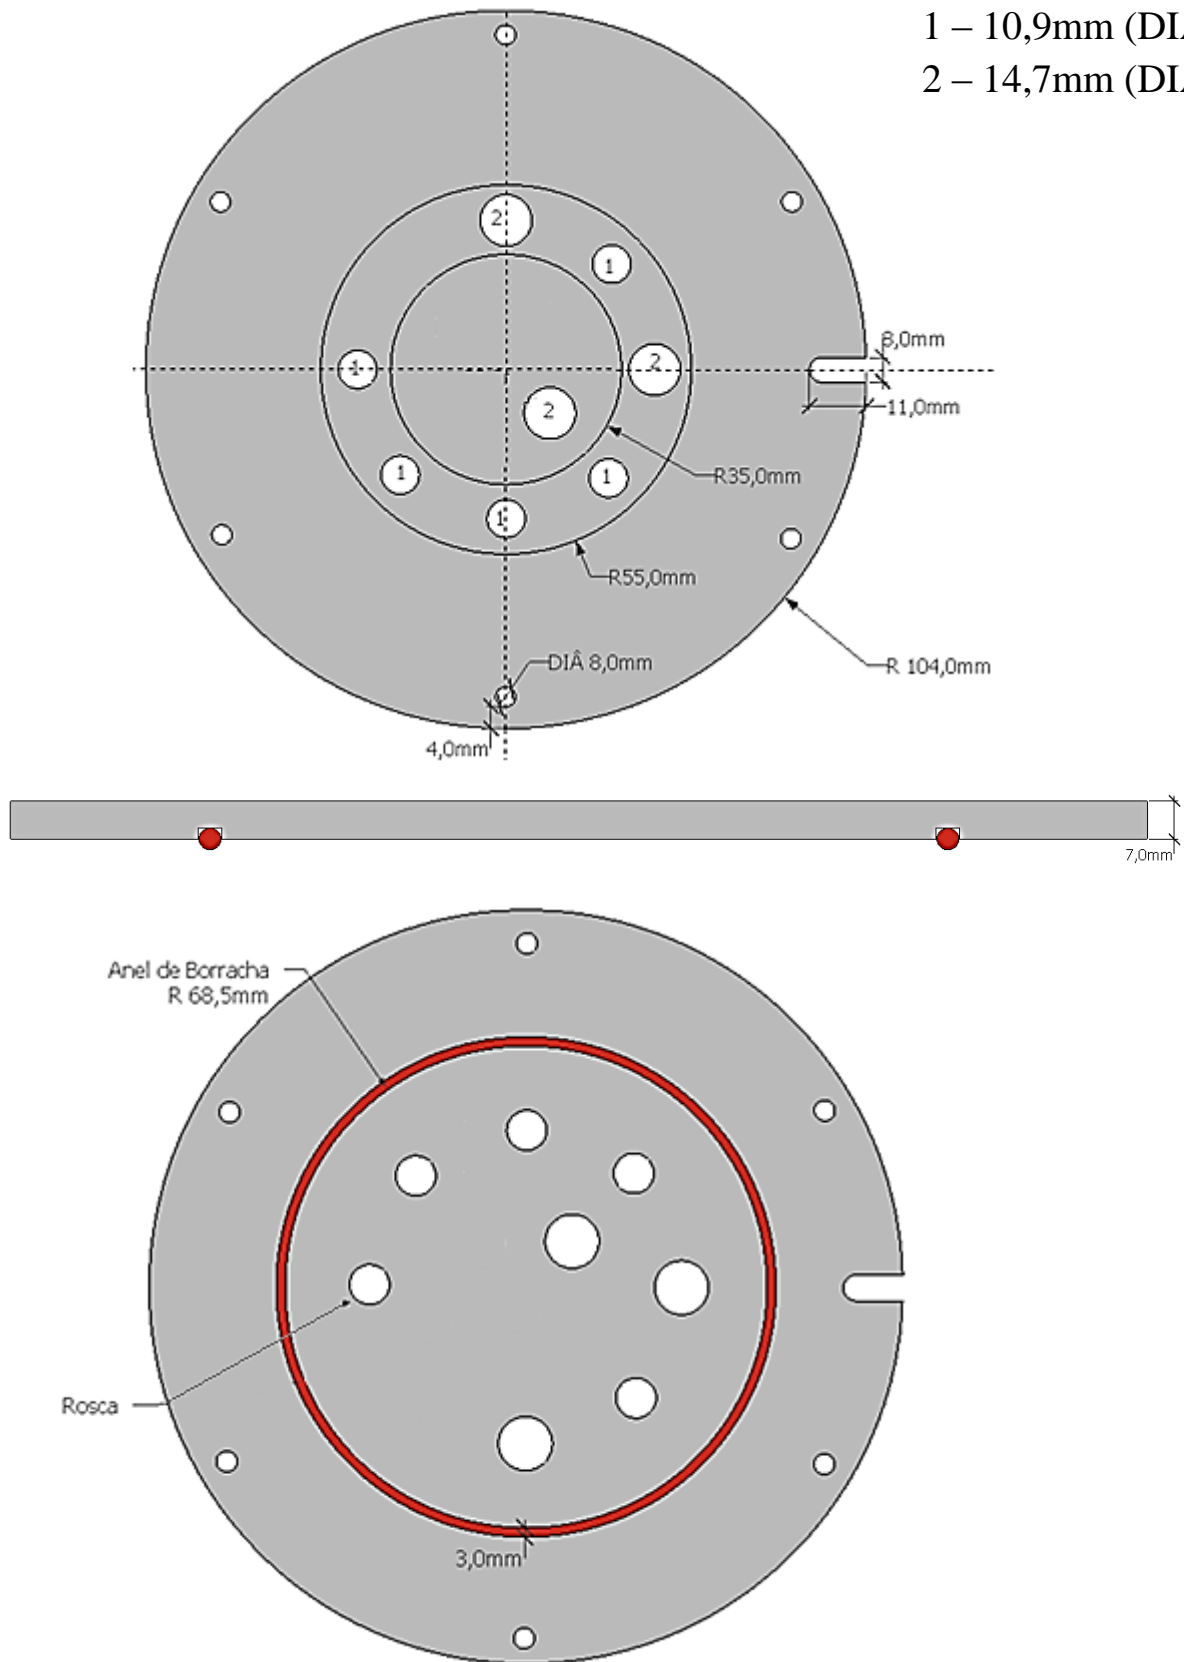 1 – 10,9mm (DIÂ
2 – 14,7mm (DIÂ
2
1
1
2
8,0mm
2
11,0mm
1
1
R35,0mm
1
R55,0mm
DIÂ 8,0mm
R 104,0mm
4,0mm
7,0mm
Anel de Borracha
R 68,5mm
Rosca
3,0mm